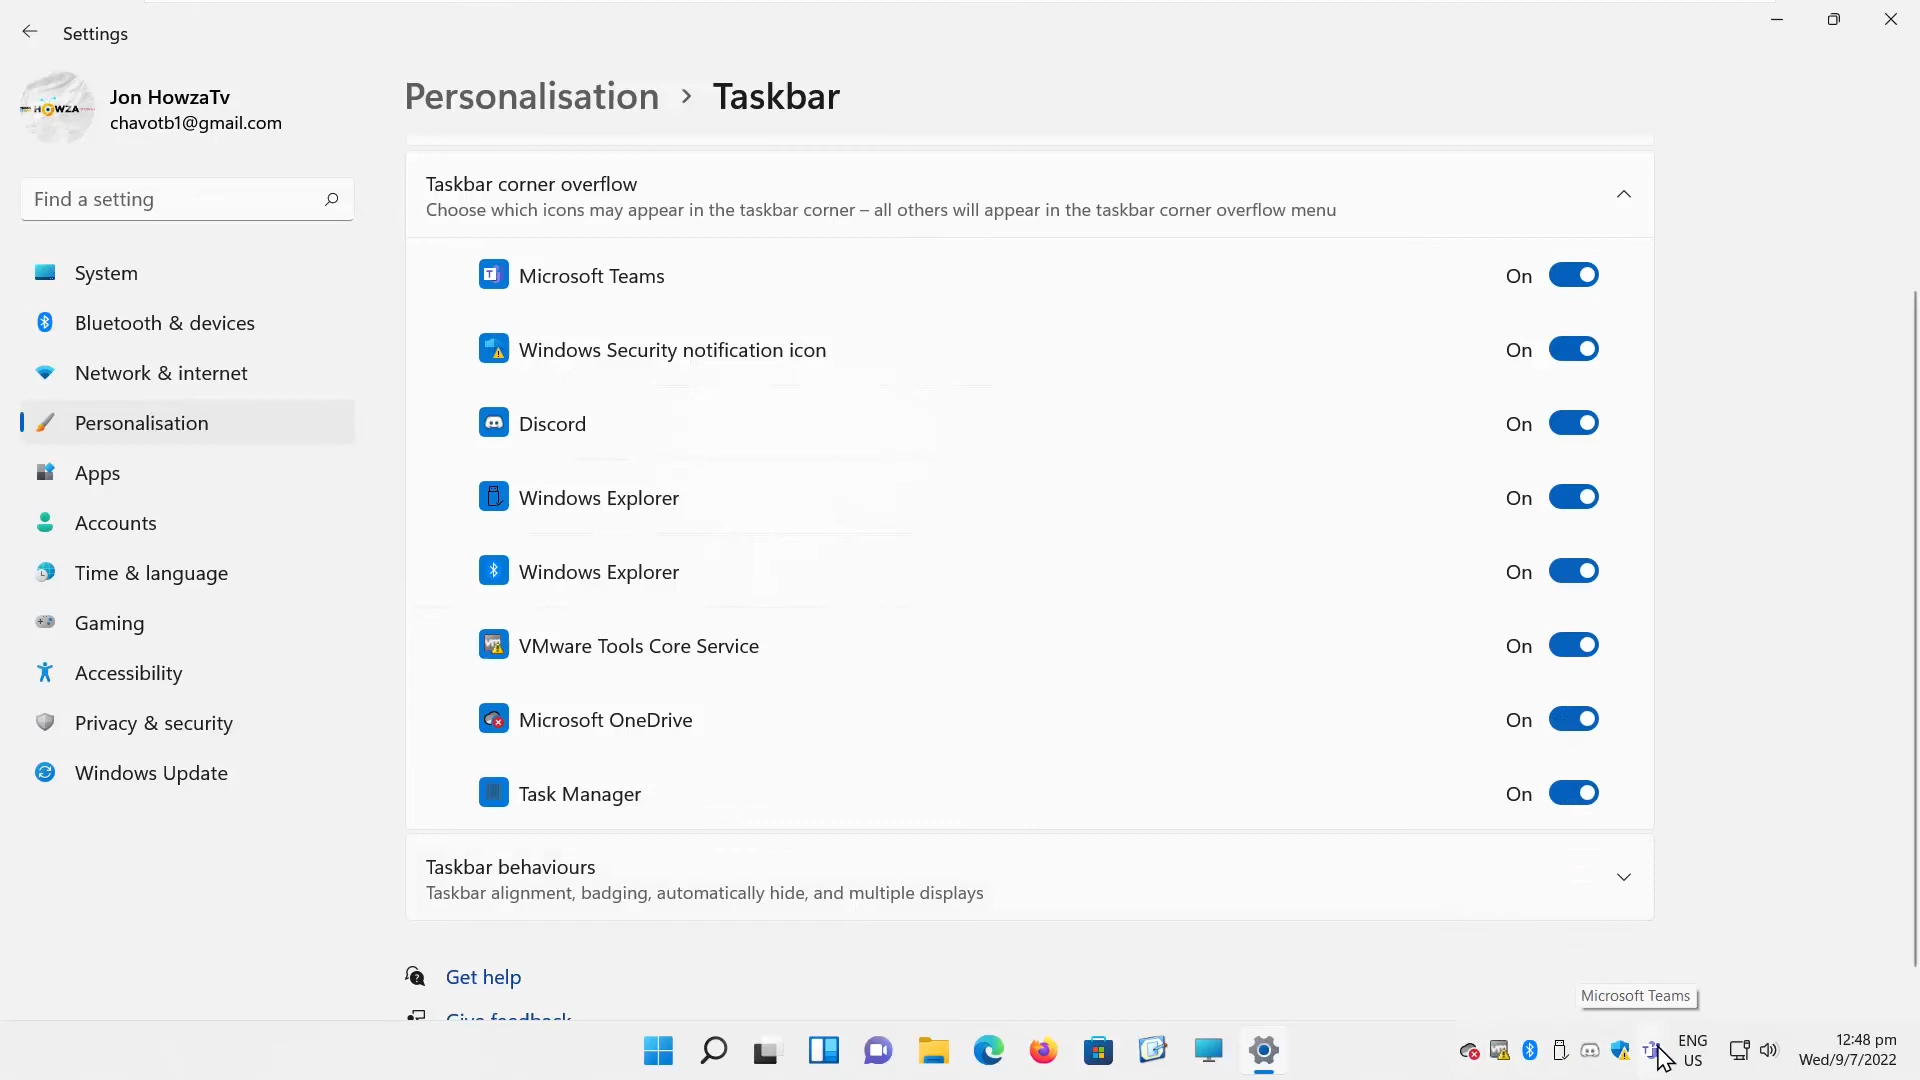 Settings
Jon HowzaTv
chavotb1@gmail.com
Find a setting
System
Bluetooth & devices
Network & internet
Personalisation
Apps
Accounts
Time & language
Gaming
Accessibility
Privacy & security
Windows Update
Personalisation > Taskbar
Taskbar corner overflow
Choose which icons may appear in the taskbar corner – all others will appear in the taskbar corner overflow menu
Microsoft Teams On
Windows Security notification icon On
Discord On
Windows Explorer On
Windows Explorer On
VMware Tools Core Service On
Microsoft OneDrive On
Task Manager On
Taskbar behaviours
Taskbar alignment, badging, automatically hide, and multiple displays
Get help
Give feedback
Microsoft Teams
ENG
US
12:48 pm
Wed/9/7/2022